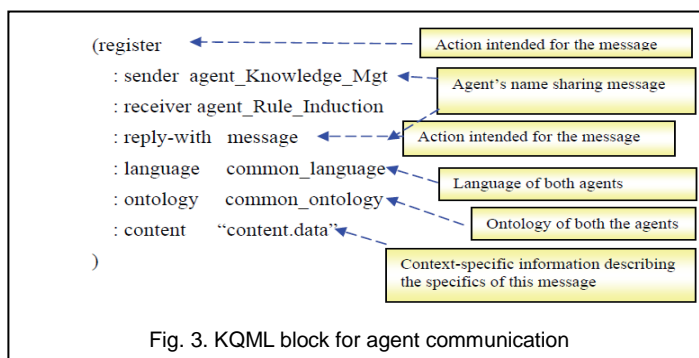 (register
Action intended for the message
: sender agent_Knowledge_Mgt
Agent's name sharing message
: receiver agent_Rule_Induction
: reply-with message
Action intended for the message
: language common_language
Language of both agents
: ontology common_ontology
Ontology of both the agents
: content “content.data”
)
Context-specific information describing
the specifics of this message
Fig. 3. KQML block for agent communication